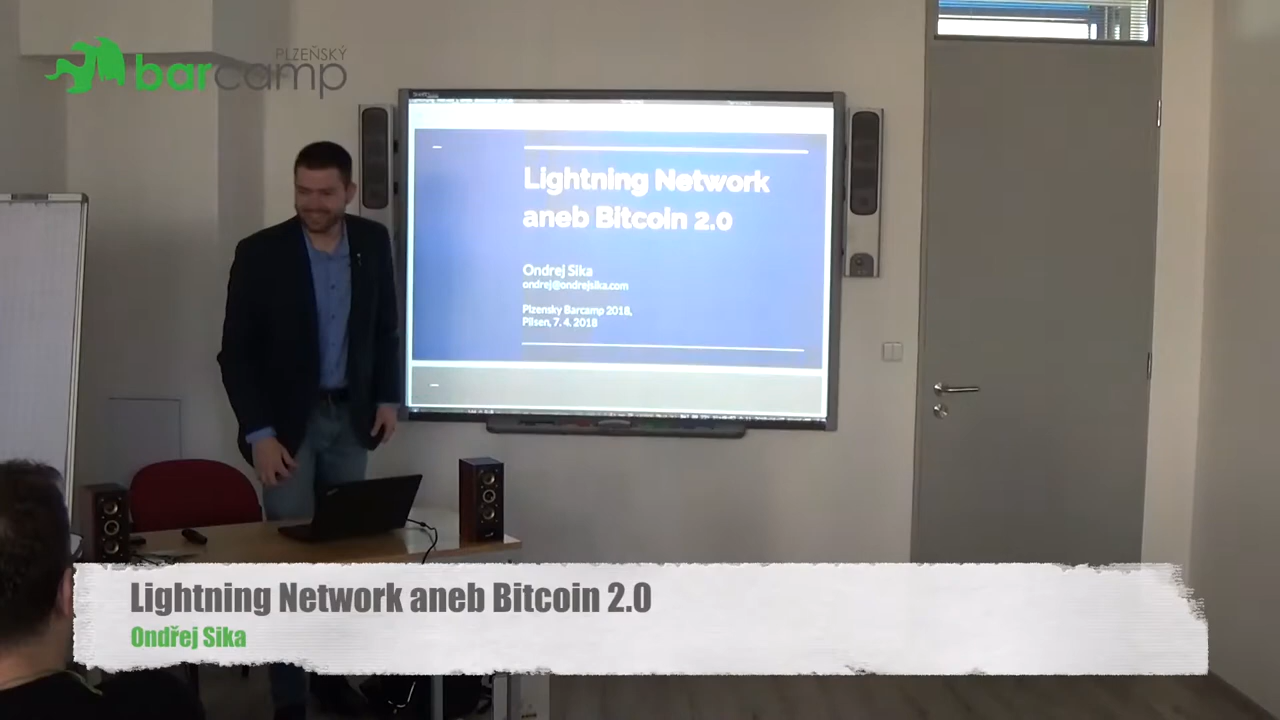 PLZEŇSKÝ
barcamp
Lightning Network
aneb Bitcoin 2.0
Ondrej Sika
ondrej@ondrejsika.com
Plzensky Barcamp 2018,
Pilsen, 7. 4. 2018
Lightning Network aneb Bitcoin 2.0
Ondřej Sika